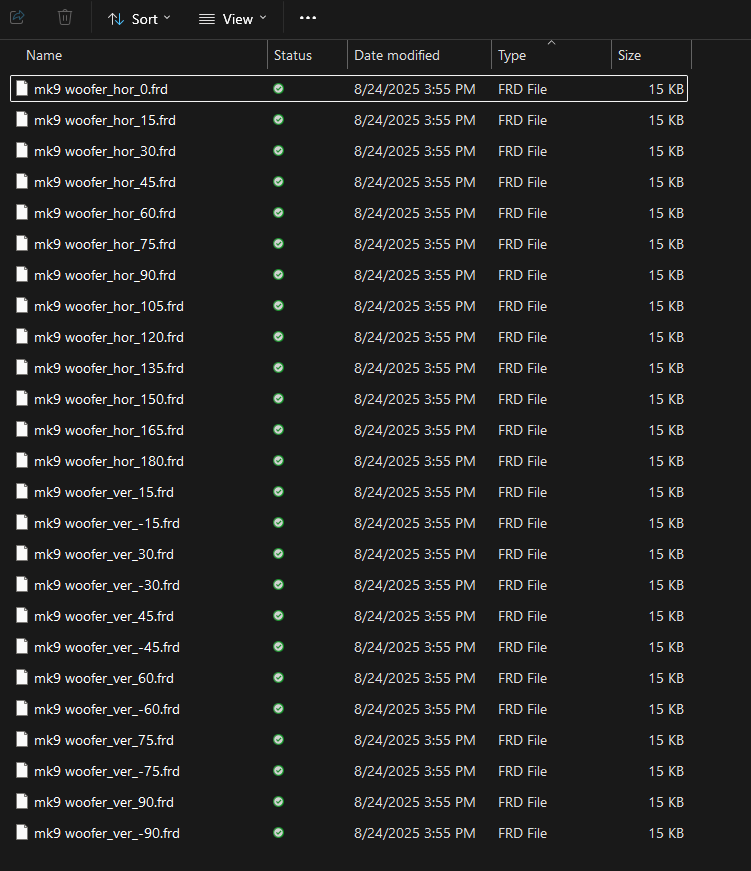 Sort View •••
Name Status Date modified Type Size
mk9 woofer_hor_0.frd 8/24/2025 3:55 PM FRD File 15 KB
mk9 woofer_hor_15.frd 8/24/2025 3:55 PM FRD File 15 KB
mk9 woofer_hor_30.frd 8/24/2025 3:55 PM FRD File 15 KB
mk9 woofer_hor_45.frd 8/24/2025 3:55 PM FRD File 15 KB
mk9 woofer_hor_60.frd 8/24/2025 3:55 PM FRD File 15 KB
mk9 woofer_hor_75.frd 8/24/2025 3:55 PM FRD File 15 KB
mk9 woofer_hor_90.frd 8/24/2025 3:55 PM FRD File 15 KB
mk9 woofer_hor_105.frd 8/24/2025 3:55 PM FRD File 15 KB
mk9 woofer_hor_120.frd 8/24/2025 3:55 PM FRD File 15 KB
mk9 woofer_hor_135.frd 8/24/2025 3:55 PM FRD File 15 KB
mk9 woofer_hor_150.frd 8/24/2025 3:55 PM FRD File 15 KB
mk9 woofer_hor_165.frd 8/24/2025 3:55 PM FRD File 15 KB
mk9 woofer_hor_180.frd 8/24/2025 3:55 PM FRD File 15 KB
mk9 woofer_ver_15.frd 8/24/2025 3:55 PM FRD File 15 KB
mk9 woofer_ver_-15.frd 8/24/2025 3:55 PM FRD File 15 KB
mk9 woofer_ver_30.frd 8/24/2025 3:55 PM FRD File 15 KB
mk9 woofer_ver_-30.frd 8/24/2025 3:55 PM FRD File 15 KB
mk9 woofer_ver_45.frd 8/24/2025 3:55 PM FRD File 15 KB
mk9 woofer_ver_-45.frd 8/24/2025 3:55 PM FRD File 15 KB
mk9 woofer_ver_60.frd 8/24/2025 3:55 PM FRD File 15 KB
mk9 woofer_ver_-60.frd 8/24/2025 3:55 PM FRD File 15 KB
mk9 woofer_ver_75.frd 8/24/2025 3:55 PM FRD File 15 KB
mk9 woofer_ver_-75.frd 8/24/2025 3:55 PM FRD File 15 KB
mk9 woofer_ver_90.frd 8/24/2025 3:55 PM FRD File 15 KB
mk9 woofer_ver_-90.frd 8/24/2025 3:55 PM FRD File 15 KB